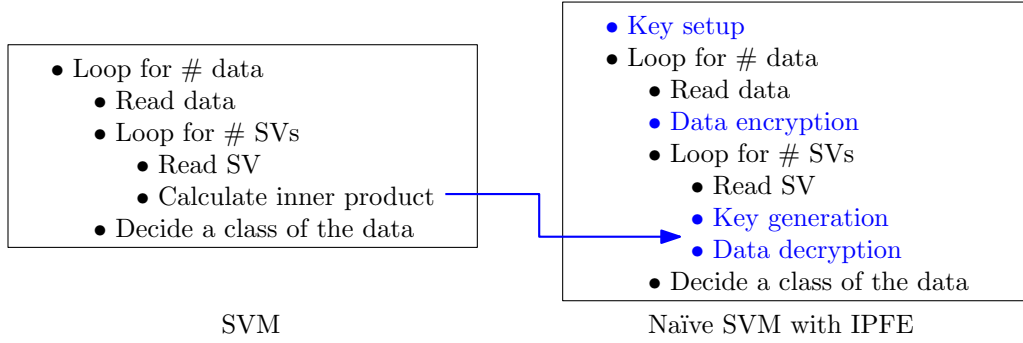 • Loop for # data
• Read data
• Loop for # SVs
• Read SV
• Calculate inner product
• Decide a class of the data
SVM
• Key setup
• Loop for # data
• Read data
• Data encryption
• Loop for # SVs
• Read SV
• Key generation
• Data decryption
• Decide a class of the data
Naïve SVM with IPFE